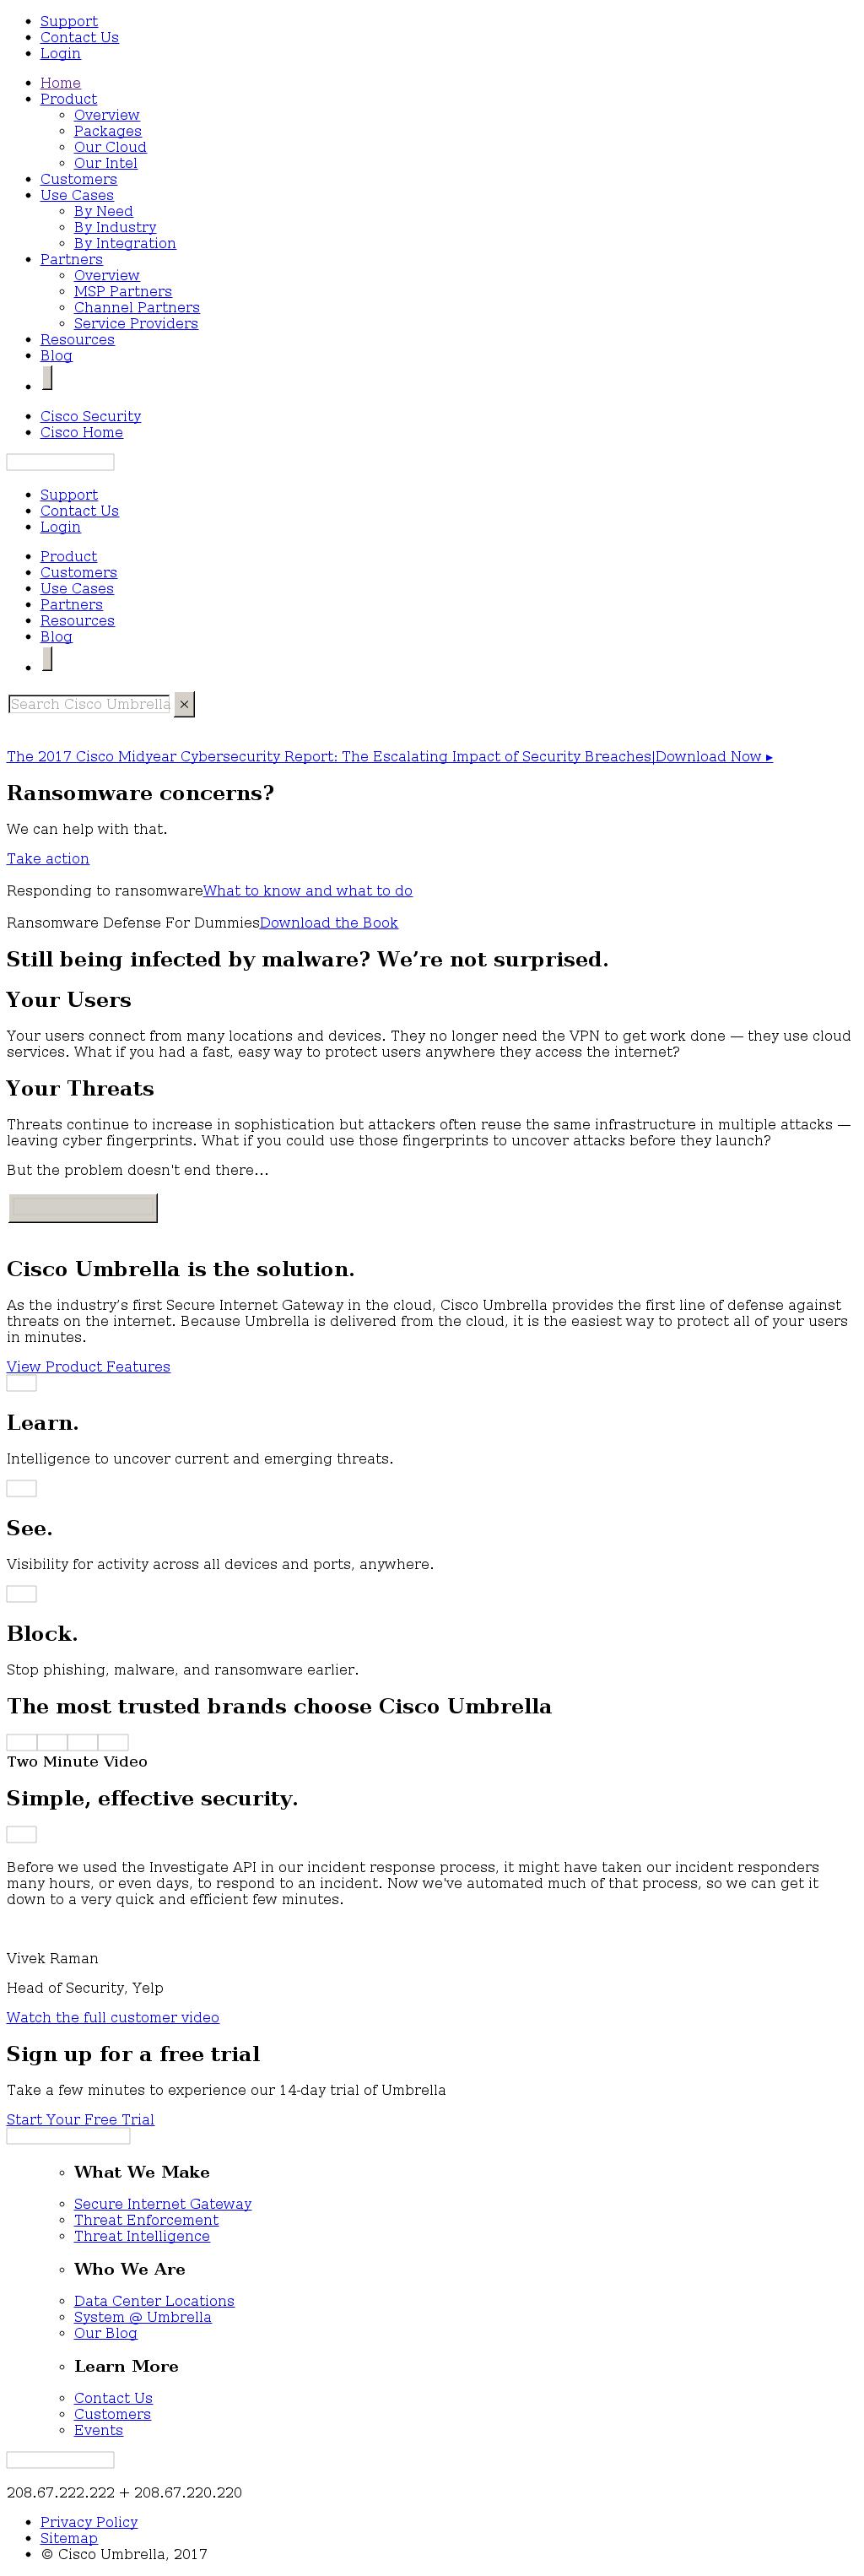 Support
Contact Us
Login
Home
Product
Overview
Packages
Our Cloud
Our Intel
Customers
Use Cases
By Need
By Industry
By Integration
Partners
Overview
MSP Partners
Channel Partners
Service Providers
Resources
Blog
Cisco Security
Cisco Home
Support
Contact Us
Login
Product
Customers
Use Cases
Partners
Resources
Blog
Search Cisco Umbrella ×
The 2017 Cisco Midyear Cybersecurity Report: The Escalating Impact of Security Breaches|Download Now ▸
Ransomware concerns?
We can help with that.
Take action
Responding to ransomwareWhat to know and what to do
Ransomware Defense For DummiesDownload the Book
Still being infected by malware? We’re not surprised.
Your Users
Your users connect from many locations and devices. They no longer need the VPN to get work done — they use cloud
services. What if you had a fast, easy way to protect users anywhere they access the internet?
Your Threats
Threats continue to increase in sophistication but attackers often reuse the same infrastructure in multiple attacks —
leaving cyber fingerprints. What if you could use those fingerprints to uncover attacks before they launch?
But the problem doesn't end there...
Cisco Umbrella is the solution.
As the industry’s first Secure Internet Gateway in the cloud, Cisco Umbrella provides the first line of defense against
threats on the internet. Because Umbrella is delivered from the cloud, it is the easiest way to protect all of your users
in minutes.
View Product Features
Learn.
Intelligence to uncover current and emerging threats.
See.
Visibility for activity across all devices and ports, anywhere.
Block.
Stop phishing, malware, and ransomware earlier.
The most trusted brands choose Cisco Umbrella
Two Minute Video
Simple, effective security.
Before we used the Investigate API in our incident response process, it might have taken our incident responders
many hours, or even days, to respond to an incident. Now we've automated much of that process, so we can get it
down to a very quick and efficient few minutes.
Vivek Raman
Head of Security, Yelp
Watch the full customer video
Sign up for a free trial
Take a few minutes to experience our 14-day trial of Umbrella
Start Your Free Trial
What We Make
Secure Internet Gateway
Threat Enforcement
Threat Intelligence
Who We Are
Data Center Locations
System @ Umbrella
Our Blog
Learn More
Contact Us
Customers
Events
208.67.222.222 + 208.67.220.220
Privacy Policy
Sitemap
© Cisco Umbrella, 2017